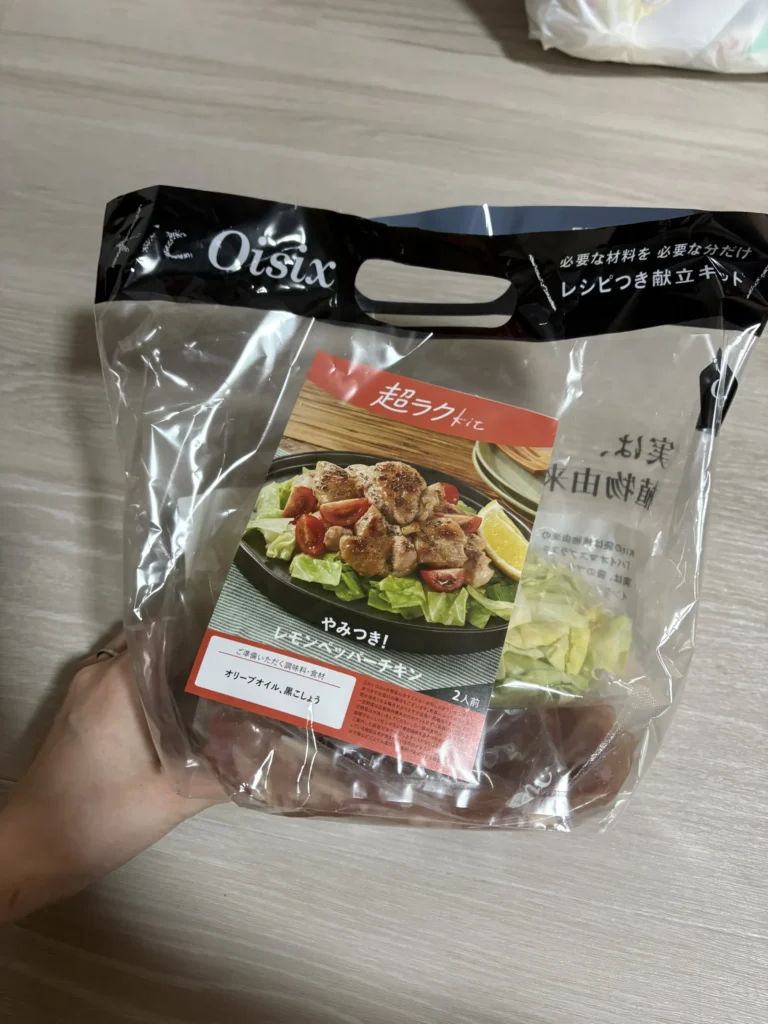 Kit Oisix
必要な材料を 必要な分だけ
レシピつき献立キット
超ラクKit
実は、
植物由来
やみつき！
レモンペッパーチキン
ご準備いただく調味料・食材
オリーブオイル、黒こしょう
2人前